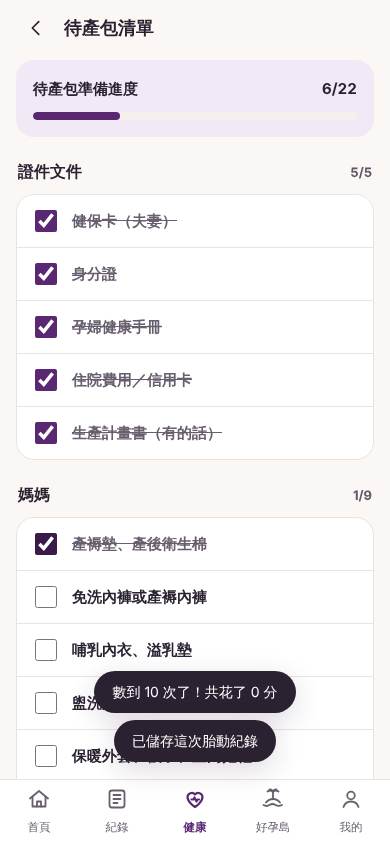 待產包清單
待產包準備進度 6/22
證件文件 5/5
健保卡（夫妻）
身分證
孕婦健康手冊
住院費用／信用卡
生產計畫書（有的話）
媽媽 1/9
產褥墊、產後衛生棉
免洗內褲或產褥內褲
哺乳內衣、溢乳墊
數到 10 次了！共花了 0 分
盥洗
已儲存這次胎動紀錄
保暖外
首頁 紀錄 健康 好孕島 我的